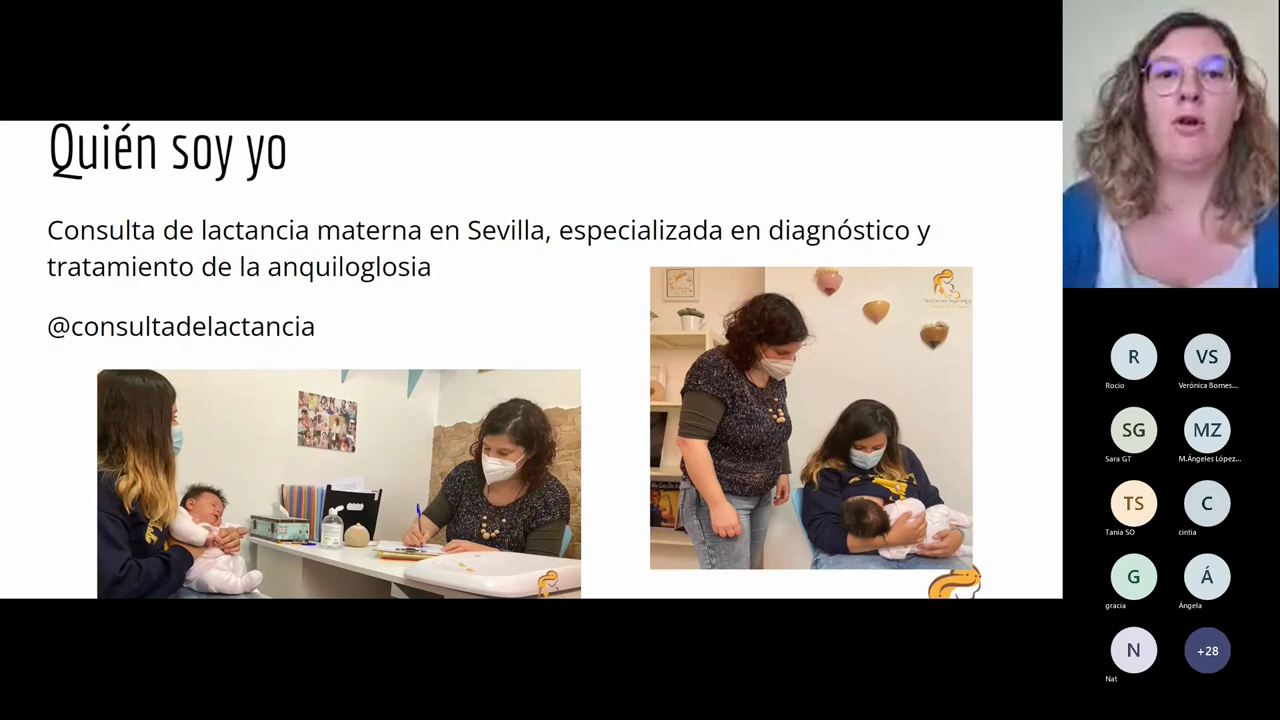 Quién soy yo
Consulta de lactancia materna en Sevilla, especializada en diagnóstico y
tratamiento de la anquiloglosia
@consultadelactancia
R
VS
Rocio
Verónica Bornes...
SG
MZ
Sara GT
M.Ángeles López...
TS
C
Tania SO
cintia
G
Á
gracia
Ángela
N
+28
Nat